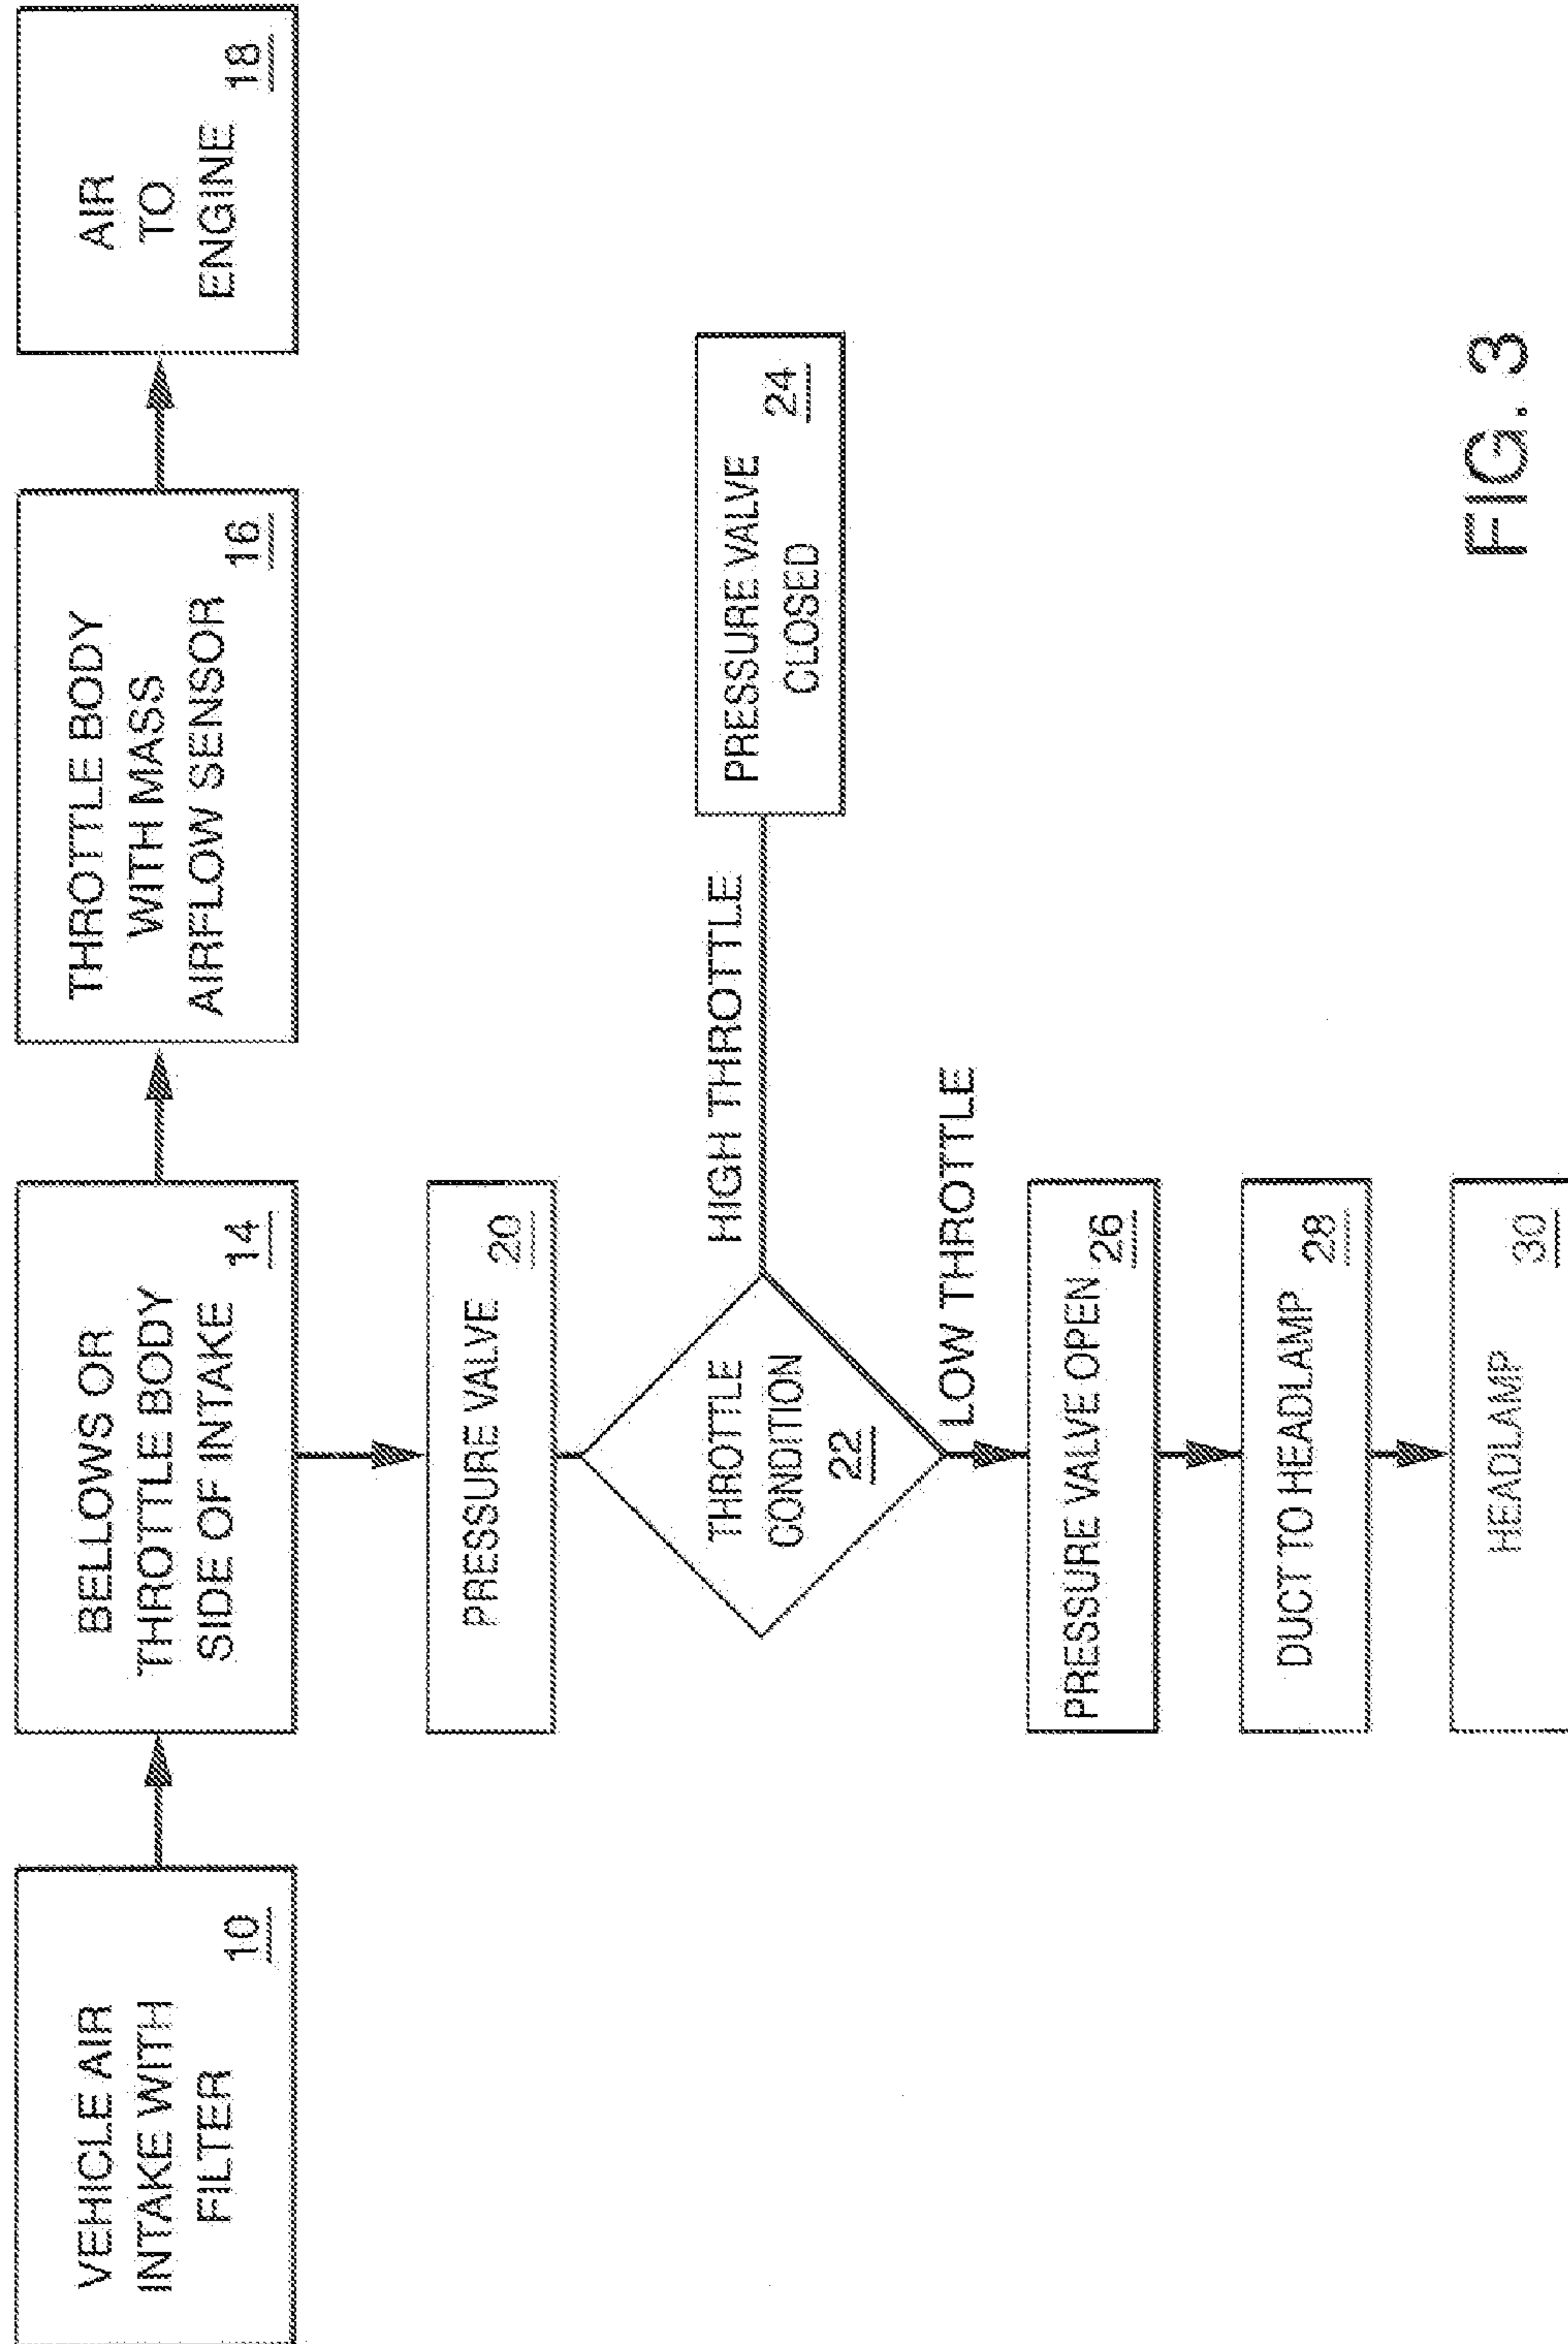 VEHICLE AIR
INTAKE WITH
FILTER
10
BELLOWS OR
THROTTLE BODY
SIDE OF INTAKE
14
THROTTLE BODY
WITH MASS
AIRFLOW SENSOR
16
AIR
TO
ENGINE
18
PRESSURE VALVE
20
THROTTLE
CONDITION
22
HIGH THROTTLE
PRESSURE VALVE
CLOSED
24
LOW THROTTLE
PRESSURE VALVE OPEN
26
DUCT TO HEADLAMP
28
HEADLAMP
30
FIG. 3